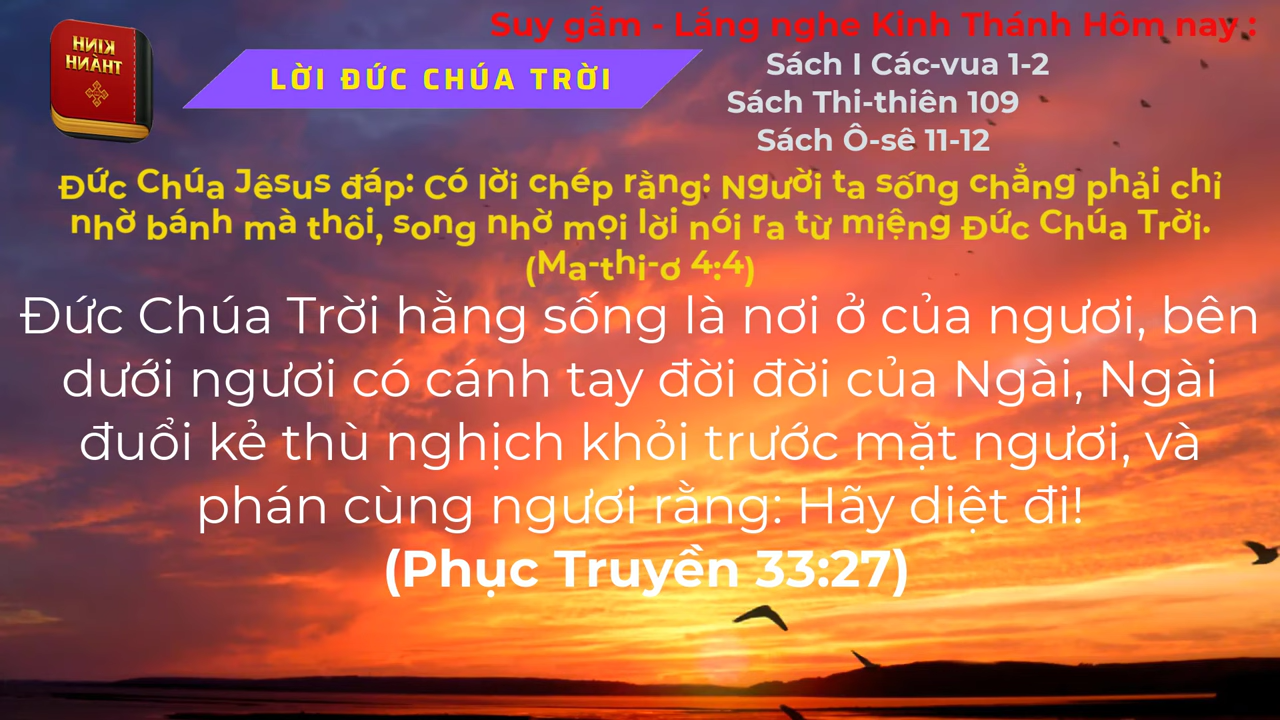 Suy gẫm - Lắng nghe Kinh Thánh Hôm nay :
KINH
THÁNH
LỜI ĐỨC CHÚA TRỜI
Sách I Các-vua 1-2
Sách Thi-thiên 109
Sách Ô-sê 11-12
Đức Chúa Jêsus đáp: Có lời chép rằng: Người ta sống chẳng phải chỉ
nhờ bánh mà thôi, song nhờ mọi lời nói ra từ miệng Đức Chúa Trời.
(Ma-thi-ơ 4:4)
Đức Chúa Trời hằng sống là nơi ở của ngươi, bên
dưới ngươi có cánh tay đời đời của Ngài, Ngài
đuổi kẻ thù nghịch khỏi trước mặt ngươi, và
phán cùng ngươi rằng: Hãy diệt đi!
(Phục Truyền 33:27)